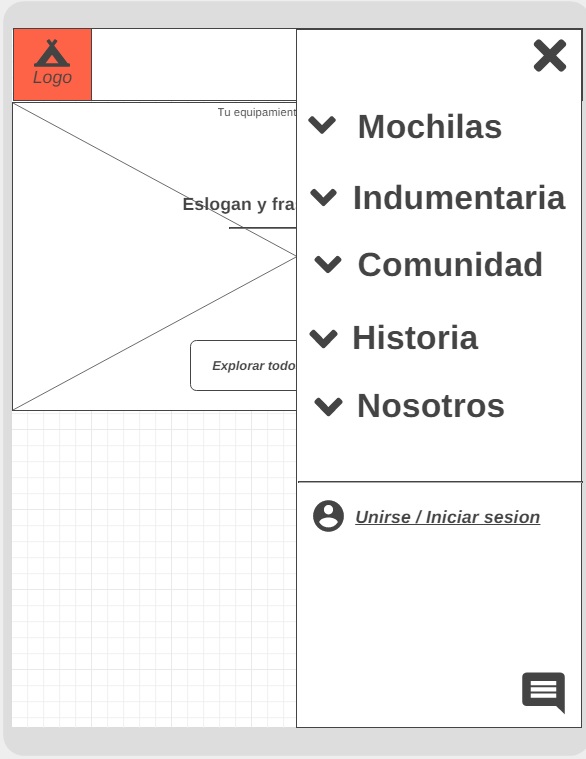 Logo
Tu equipamient
Eslogan y fra
Explorar todo
Mochilas
Indumentaria
Comunidad
Historia
Nosotros
Unirse / Iniciar sesion